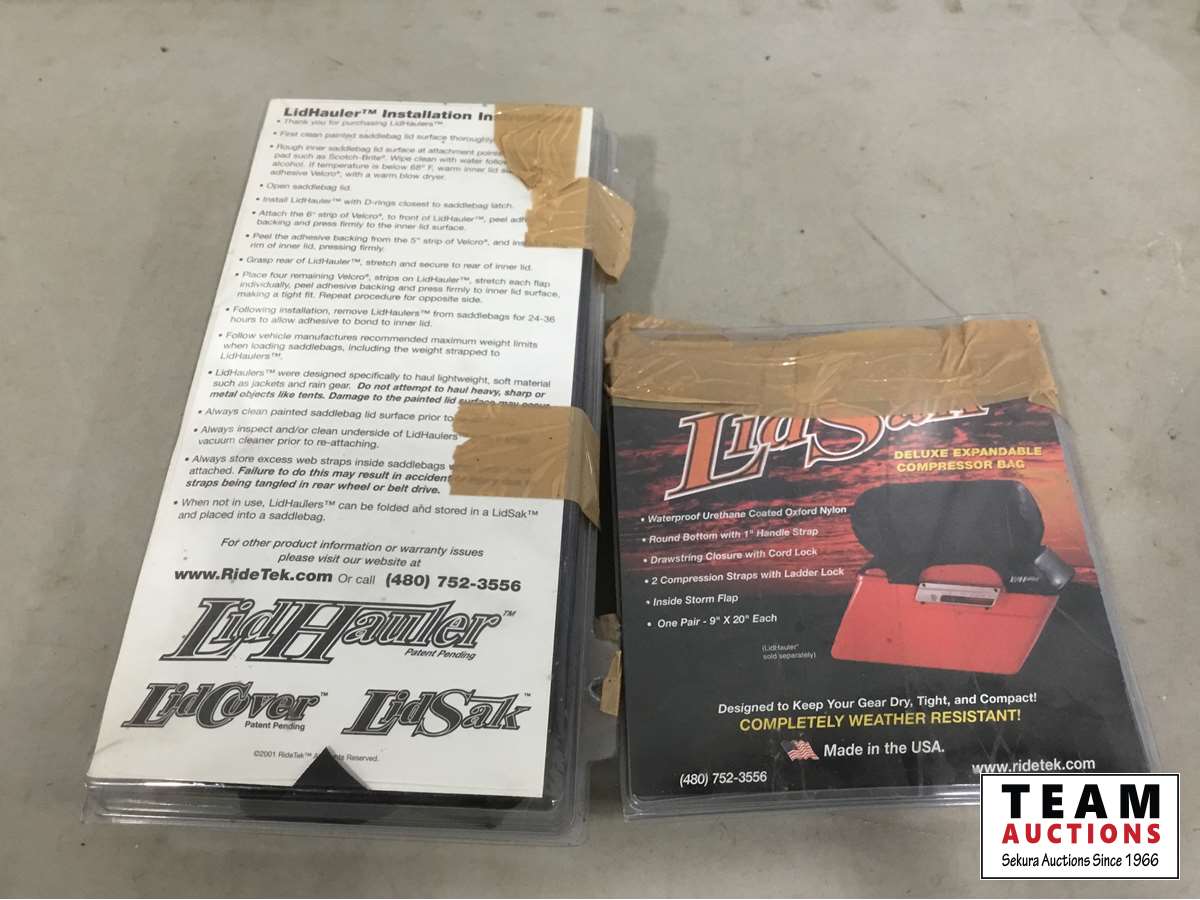 LidHauler™ Installation In
• Thank you for purchasing LidHaulers™
• First clean painted saddlebag lid surface thoroughly
• Rough inner saddlebag lid surface at attachment points
pad such as Scotch-Brite®. Wipe clean with water follow
alcohol. If temperature is below 68° F, warm inner lid
adhesive Velcro®, with a warm blow dryer.
• Open saddlebag lid.
• Install LidHauler™ with D-rings closest to saddlebag latch.
• Attach the 6" strip of Velcro®, to front of LidHauler™, peel
backing and press firmly to the inner lid surface.
• Peel the adhesive backing from the 5" strip of Velcro®, and
rim of inner lid, pressing firmly.
• Grasp rear of LidHauler™, stretch and secure to rear of inner lid.
• Place four remaining Velcro®, strips on LidHauler™, stretch each flap
individually, peel adhesive backing and press firmly to inner lid surface,
making a tight fit. Repeat procedure for opposite side.
• Following installation, remove LidHaulers™ from saddlebags for 24-36
hours to allow adhesive to bond to inner lid.
• Follow vehicle manufactures recommended maximum weight limits
when loading saddlebags, including the weight strapped to
LidHaulers™.
• LidHaulers™ were designed specifically to haul lightweight, soft material
such as jackets and rain gear. Do not attempt to haul heavy, sharp or
metal objects like tents. Damage to the painted lid surface may occur
• Always clean painted saddlebag lid surface prior to
• Always inspect and/or clean underside of LidHaulers
vacuum cleaner prior to re-attaching.
• Always store excess web straps inside saddlebags
attached. Failure to do this may result in accident
straps being tangled in rear wheel or belt drive.
• When not in use, LidHaulers™ can be folded and stored in a LidSak™
and placed into a saddlebag.
For other product information or warranty issues
please visit our website at
www.RideTek.com Or call (480) 752-3556
LidHauler™
Patent Pending
LidCover™
Patent Pending
LidSak™
©2001 RideTek™ All Rights Reserved.
LidSak
DELUXE EXPANDABLE
COMPRESSOR BAG
• Waterproof Urethane Coated Oxford Nylon
• Round Bottom with 1" Handle Strap
• Drawstring Closure with Cord Lock
• 2 Compression Straps with Ladder Lock
• Inside Storm Flap
• One Pair - 9" X 20" Each
LidHauler
(LidHauler™
sold separately)
Designed to Keep Your Gear Dry, Tight, and Compact!
COMPLETELY WEATHER RESISTANT!
Made in the USA.
(480) 752-3556
www.ridetek.com
TEAM
AUCTIONS
Sekura Auctions Since 1966